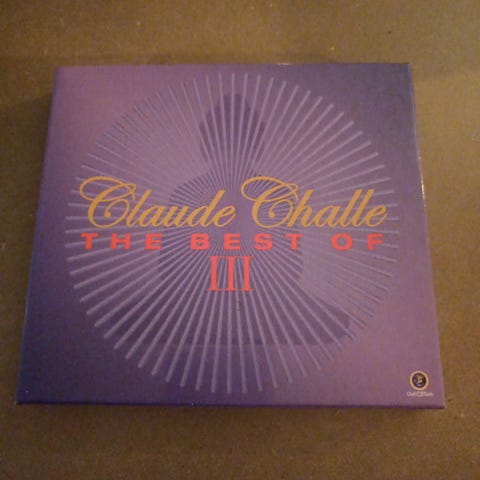 Claude Challe
THE BEST OF
III